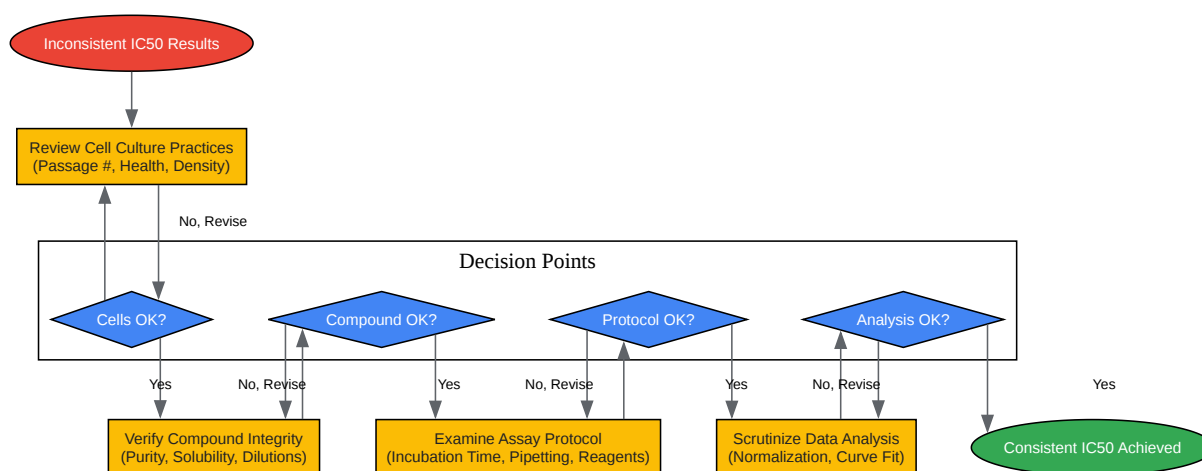 Inconsistent IC50 Results
Review Cell Culture Practices
(Passage #, Health, Density)
No, Revise
Decision Points
Cells OK?
Compound OK?
Protocol OK?
Analysis OK?
Yes
No, Revise
Yes
No, Revise
Yes
No, Revise
Yes
Verify Compound Integrity
(Purity, Solubility, Dilutions)
Examine Assay Protocol
(Incubation Time, Pipetting, Reagents)
Scrutinize Data Analysis
(Normalization, Curve Fit)
Consistent IC50 Achieved